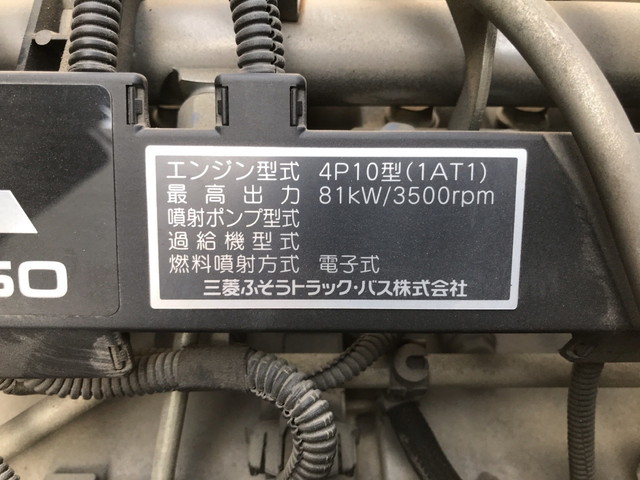 エンジン型式 4P10型(1AT1)
最高出力 81kW/3500rpm
噴射ポンプ型式
過給機型式
燃料噴射方式 電子式
三菱ふそうトラック・バス株式会社